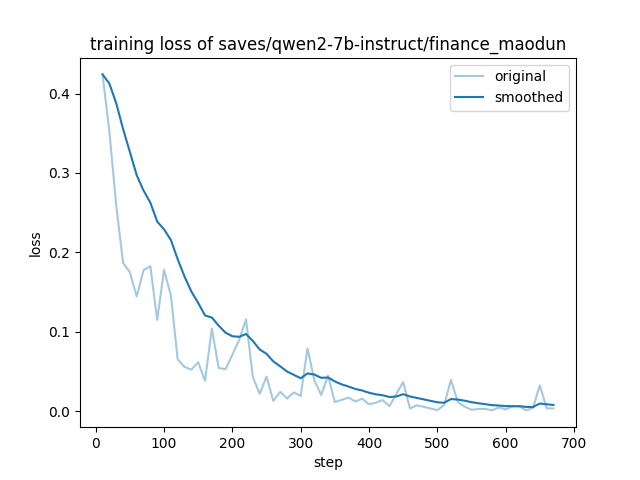 training loss of saves/qwen2-7b-instruct/finance_maodun
original
smoothed
loss
0.4
0.3
0.2
0.1
0.0
0 100 200 300 400 500 600 700
step